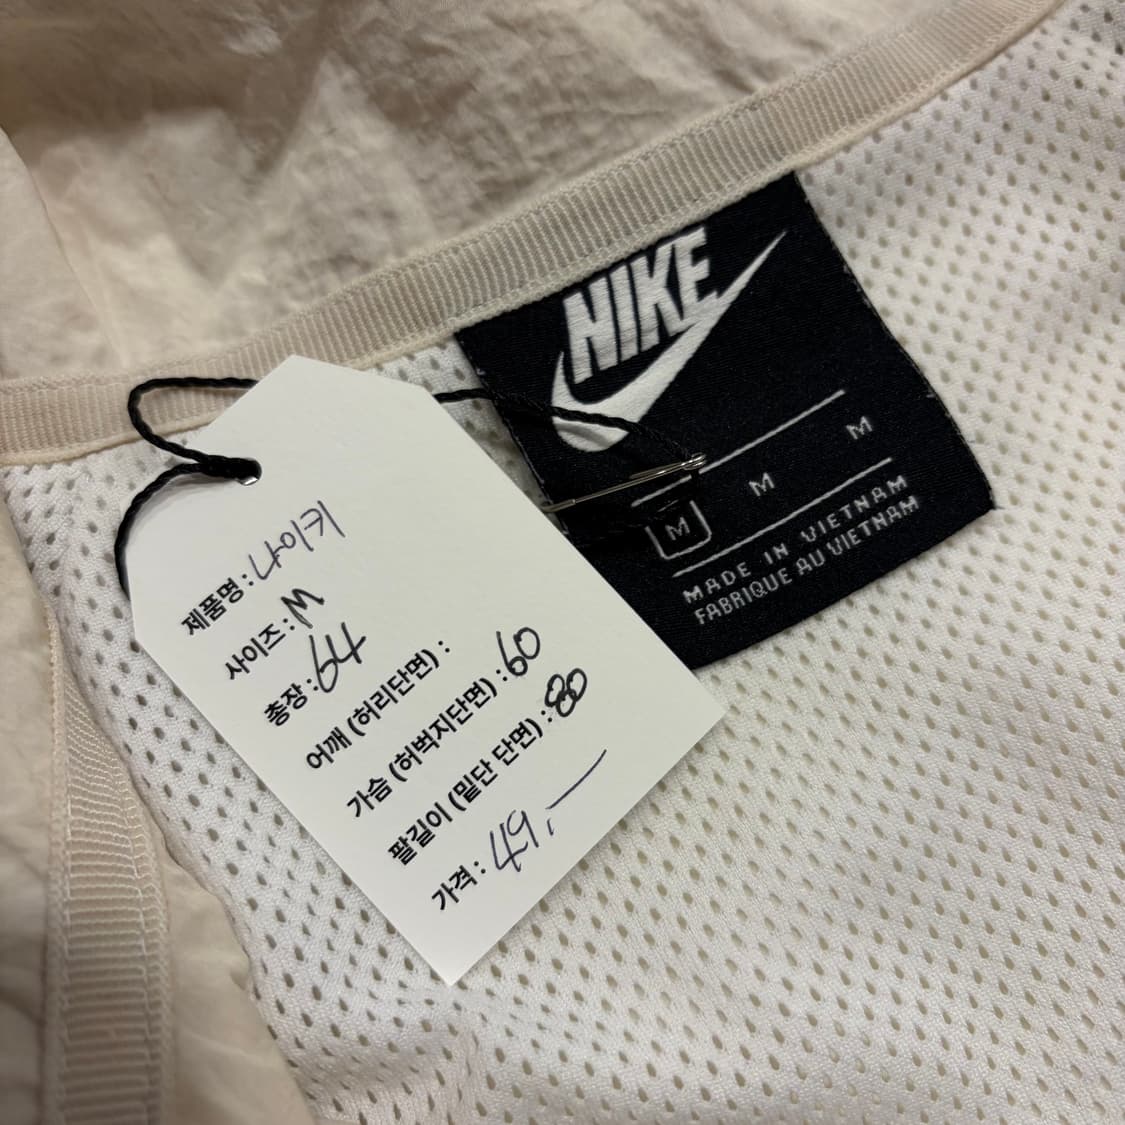 NIKE
M
M
M
MADE IN VIETNAM
FABRIQUE AU VIETNAM
제품명 : 나이키
사이즈 : M
총장 : 64
어깨 (허리단면) :
가슴 (허벅지단면) : 60
팔길이 (밑단 단면) : 80
가격 : 49,-